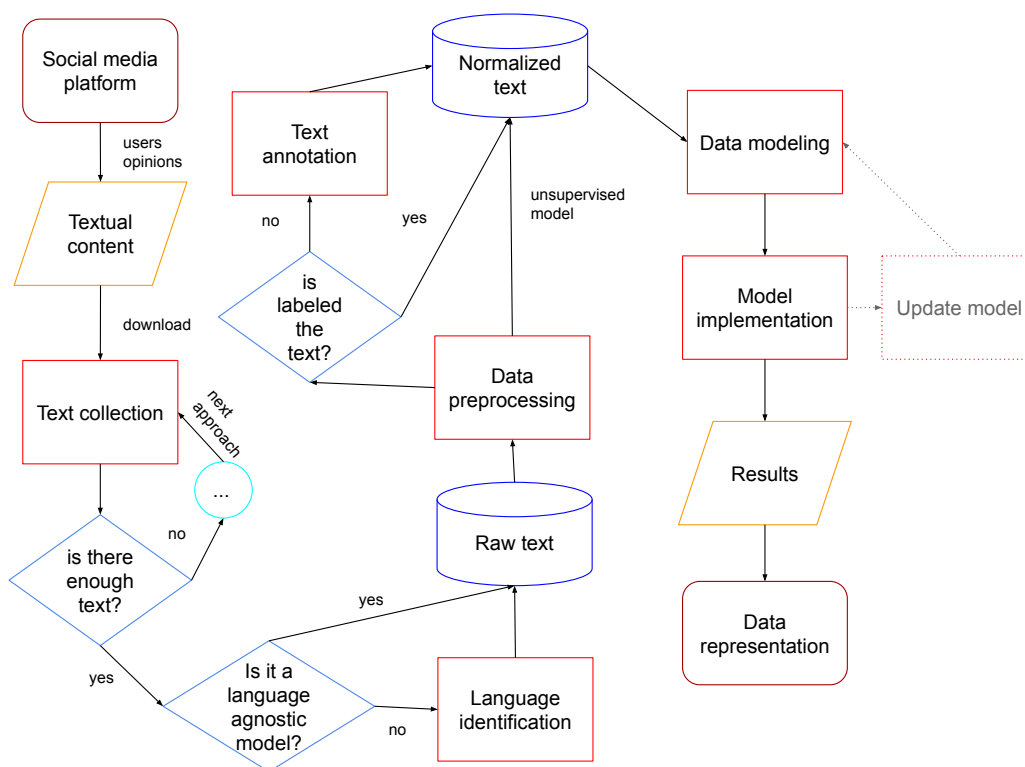 Social media
platform
users
opinions
Textual
content
download
Text collection
next
approach
...
no
is there
enough
text?
yes
Is it a
language
agnostic
model?
yes
no
Language
identification
Raw text
Data
preprocessing
is
labeled
the
text?
no
yes
Text
annotation
unsupervised
model
Normalized
text
Data modeling
Model
implementation
Update model
Results
Data
representation